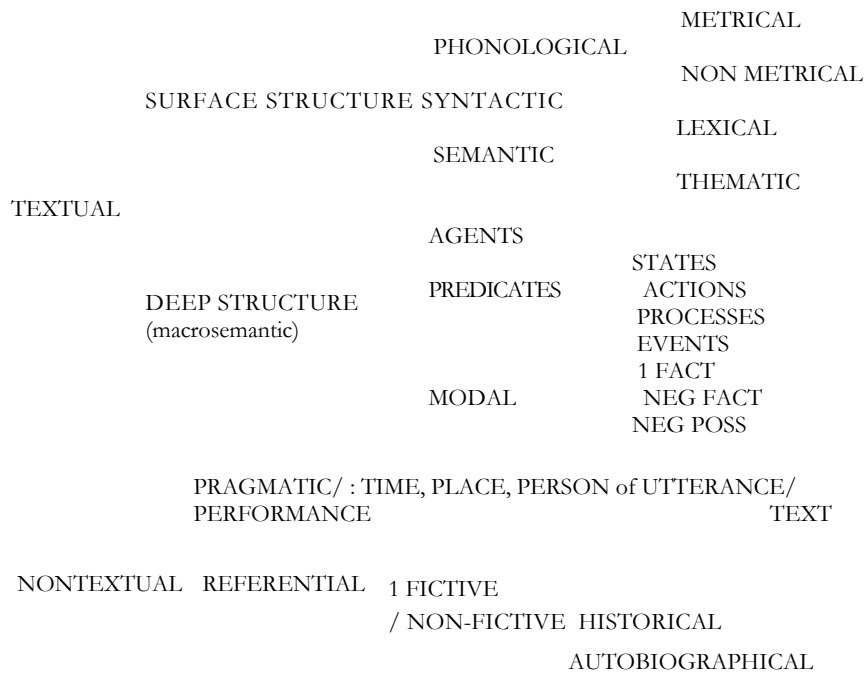 METRICAL
PHONOLOGICAL
NON METRICAL
SURFACE STRUCTURE SYNTACTIC
LEXICAL
SEMANTIC
THEMATIC
TEXTUAL
AGENTS
STATES
DEEP STRUCTURE PREDICATES ACTIONS
(macrosemantic) PROCESSES
EVENTS
1 FACT
MODAL NEG FACT
NEG POSS
PRAGMATIC/ : TIME, PLACE, PERSON of UTTERANCE/
PERFORMANCE TEXT
NONTEXTUAL REFERENTIAL 1 FICTIVE
/ NON-FICTIVE HISTORICAL
AUTOBIOGRAPHICAL